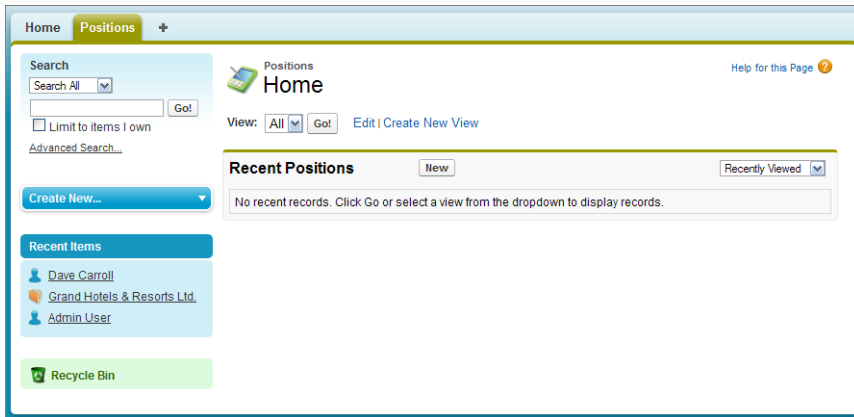 Home Positions +
Search
Search All
Go!
Limit to items I own
Advanced Search...
Create New...
Recent Items
Dave Carroll
Grand Hotels & Resorts Ltd.
Admin User
Recycle Bin
Positions
Home
Help for this Page ?
View: All Go! Edit | Create New View
Recent Positions New Recently Viewed
No recent records. Click Go or select a view from the dropdown to display records.